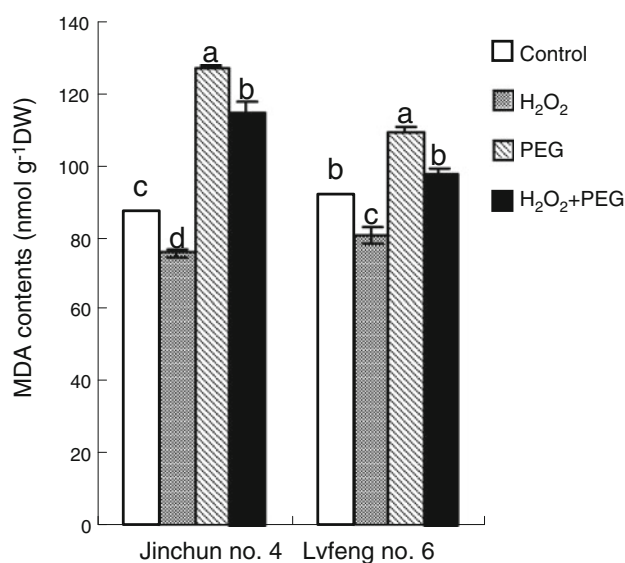 MDA contents (nmol g⁻¹DW)
140
120
100
80
60
40
20
0
c
d
a
b
b
c
a
b
Jinchun no. 4
Lvfeng no. 6
Control
H₂O₂
PEG
H₂O₂+PEG